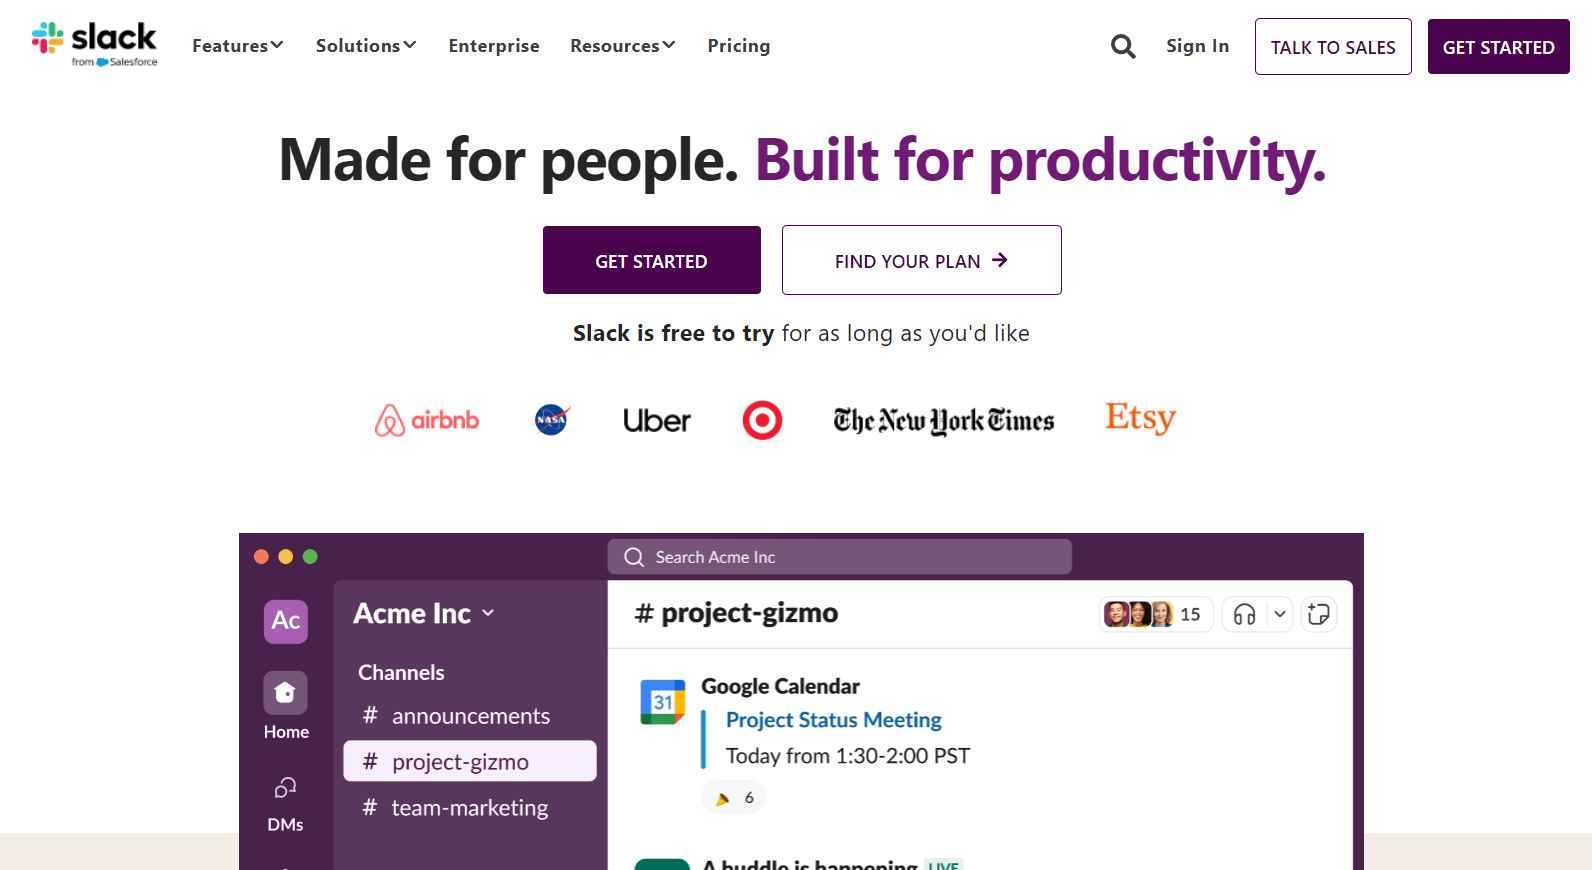 slack
from Salesforce
Features
Solutions
Enterprise
Resources
Pricing
Sign In
TALK TO SALES
GET STARTED
Made for people. Built for productivity.
GET STARTED
FIND YOUR PLAN →
Slack is free to try for as long as you'd like
airbnb
NASA
Uber
The New York Times
Etsy
Search Acme Inc
Ac
Home
DMs
Acme Inc
Channels
# announcements
# project-gizmo
# team-marketing
# project-gizmo
15
31
Google Calendar
Project Status Meeting
Today from 1:30-2:00 PST
6
A huddle is happening LIVE